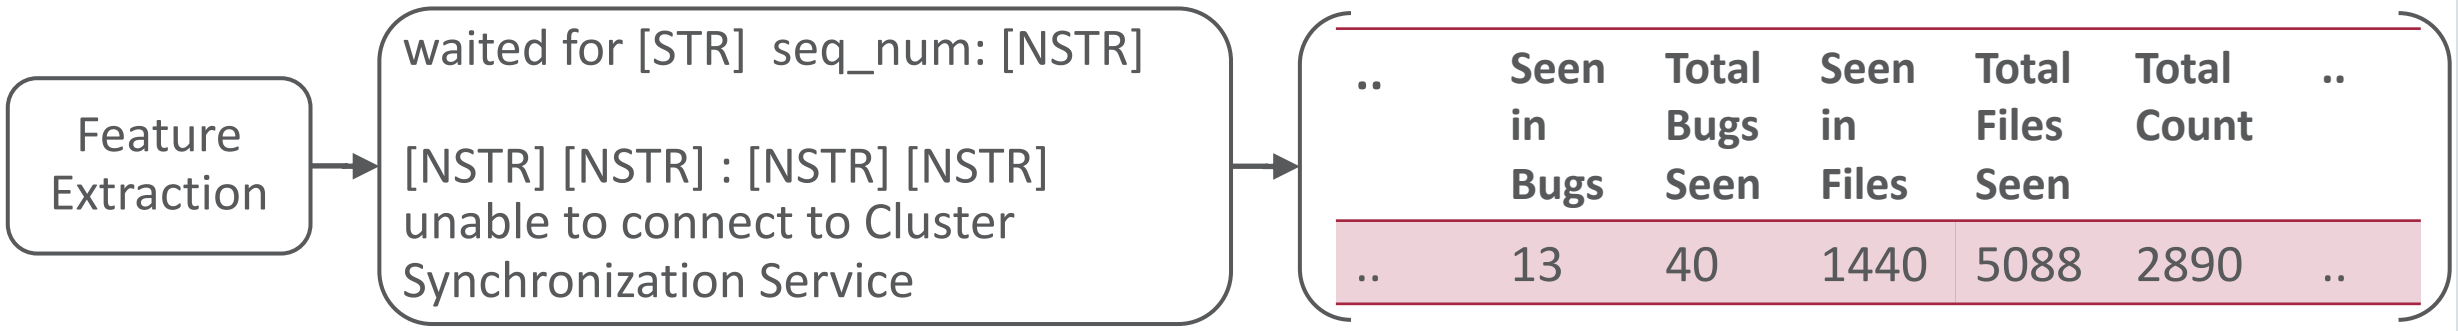 Feature
Extraction
waited for [STR]  seq_num: [NSTR]
[NSTR] [NSTR] : [NSTR] [NSTR]
unable to connect to Cluster
Synchronization Service
.. Seen Total Seen Total Total ..
in Bugs in Files Count
Bugs Seen Files Seen
.. 13 40 1440 5088 2890 ..